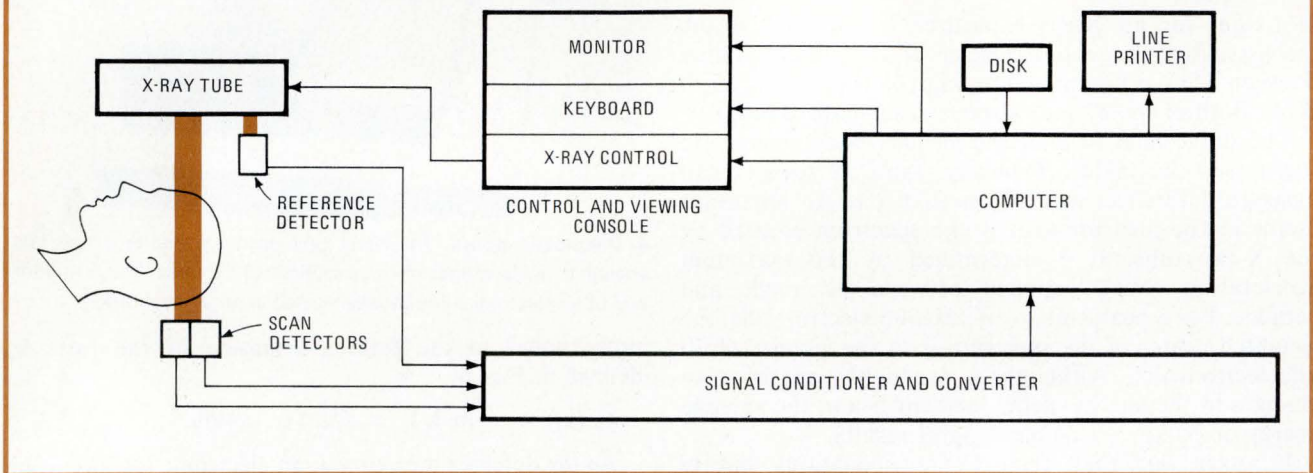 MONITOR
KEYBOARD
X-RAY CONTROL
CONTROL AND VIEWING
CONSOLE
X-RAY TUBE
REFERENCE
DETECTOR
SCAN
DETECTORS
DISK
LINE
PRINTER
COMPUTER
SIGNAL CONDITIONER AND CONVERTER